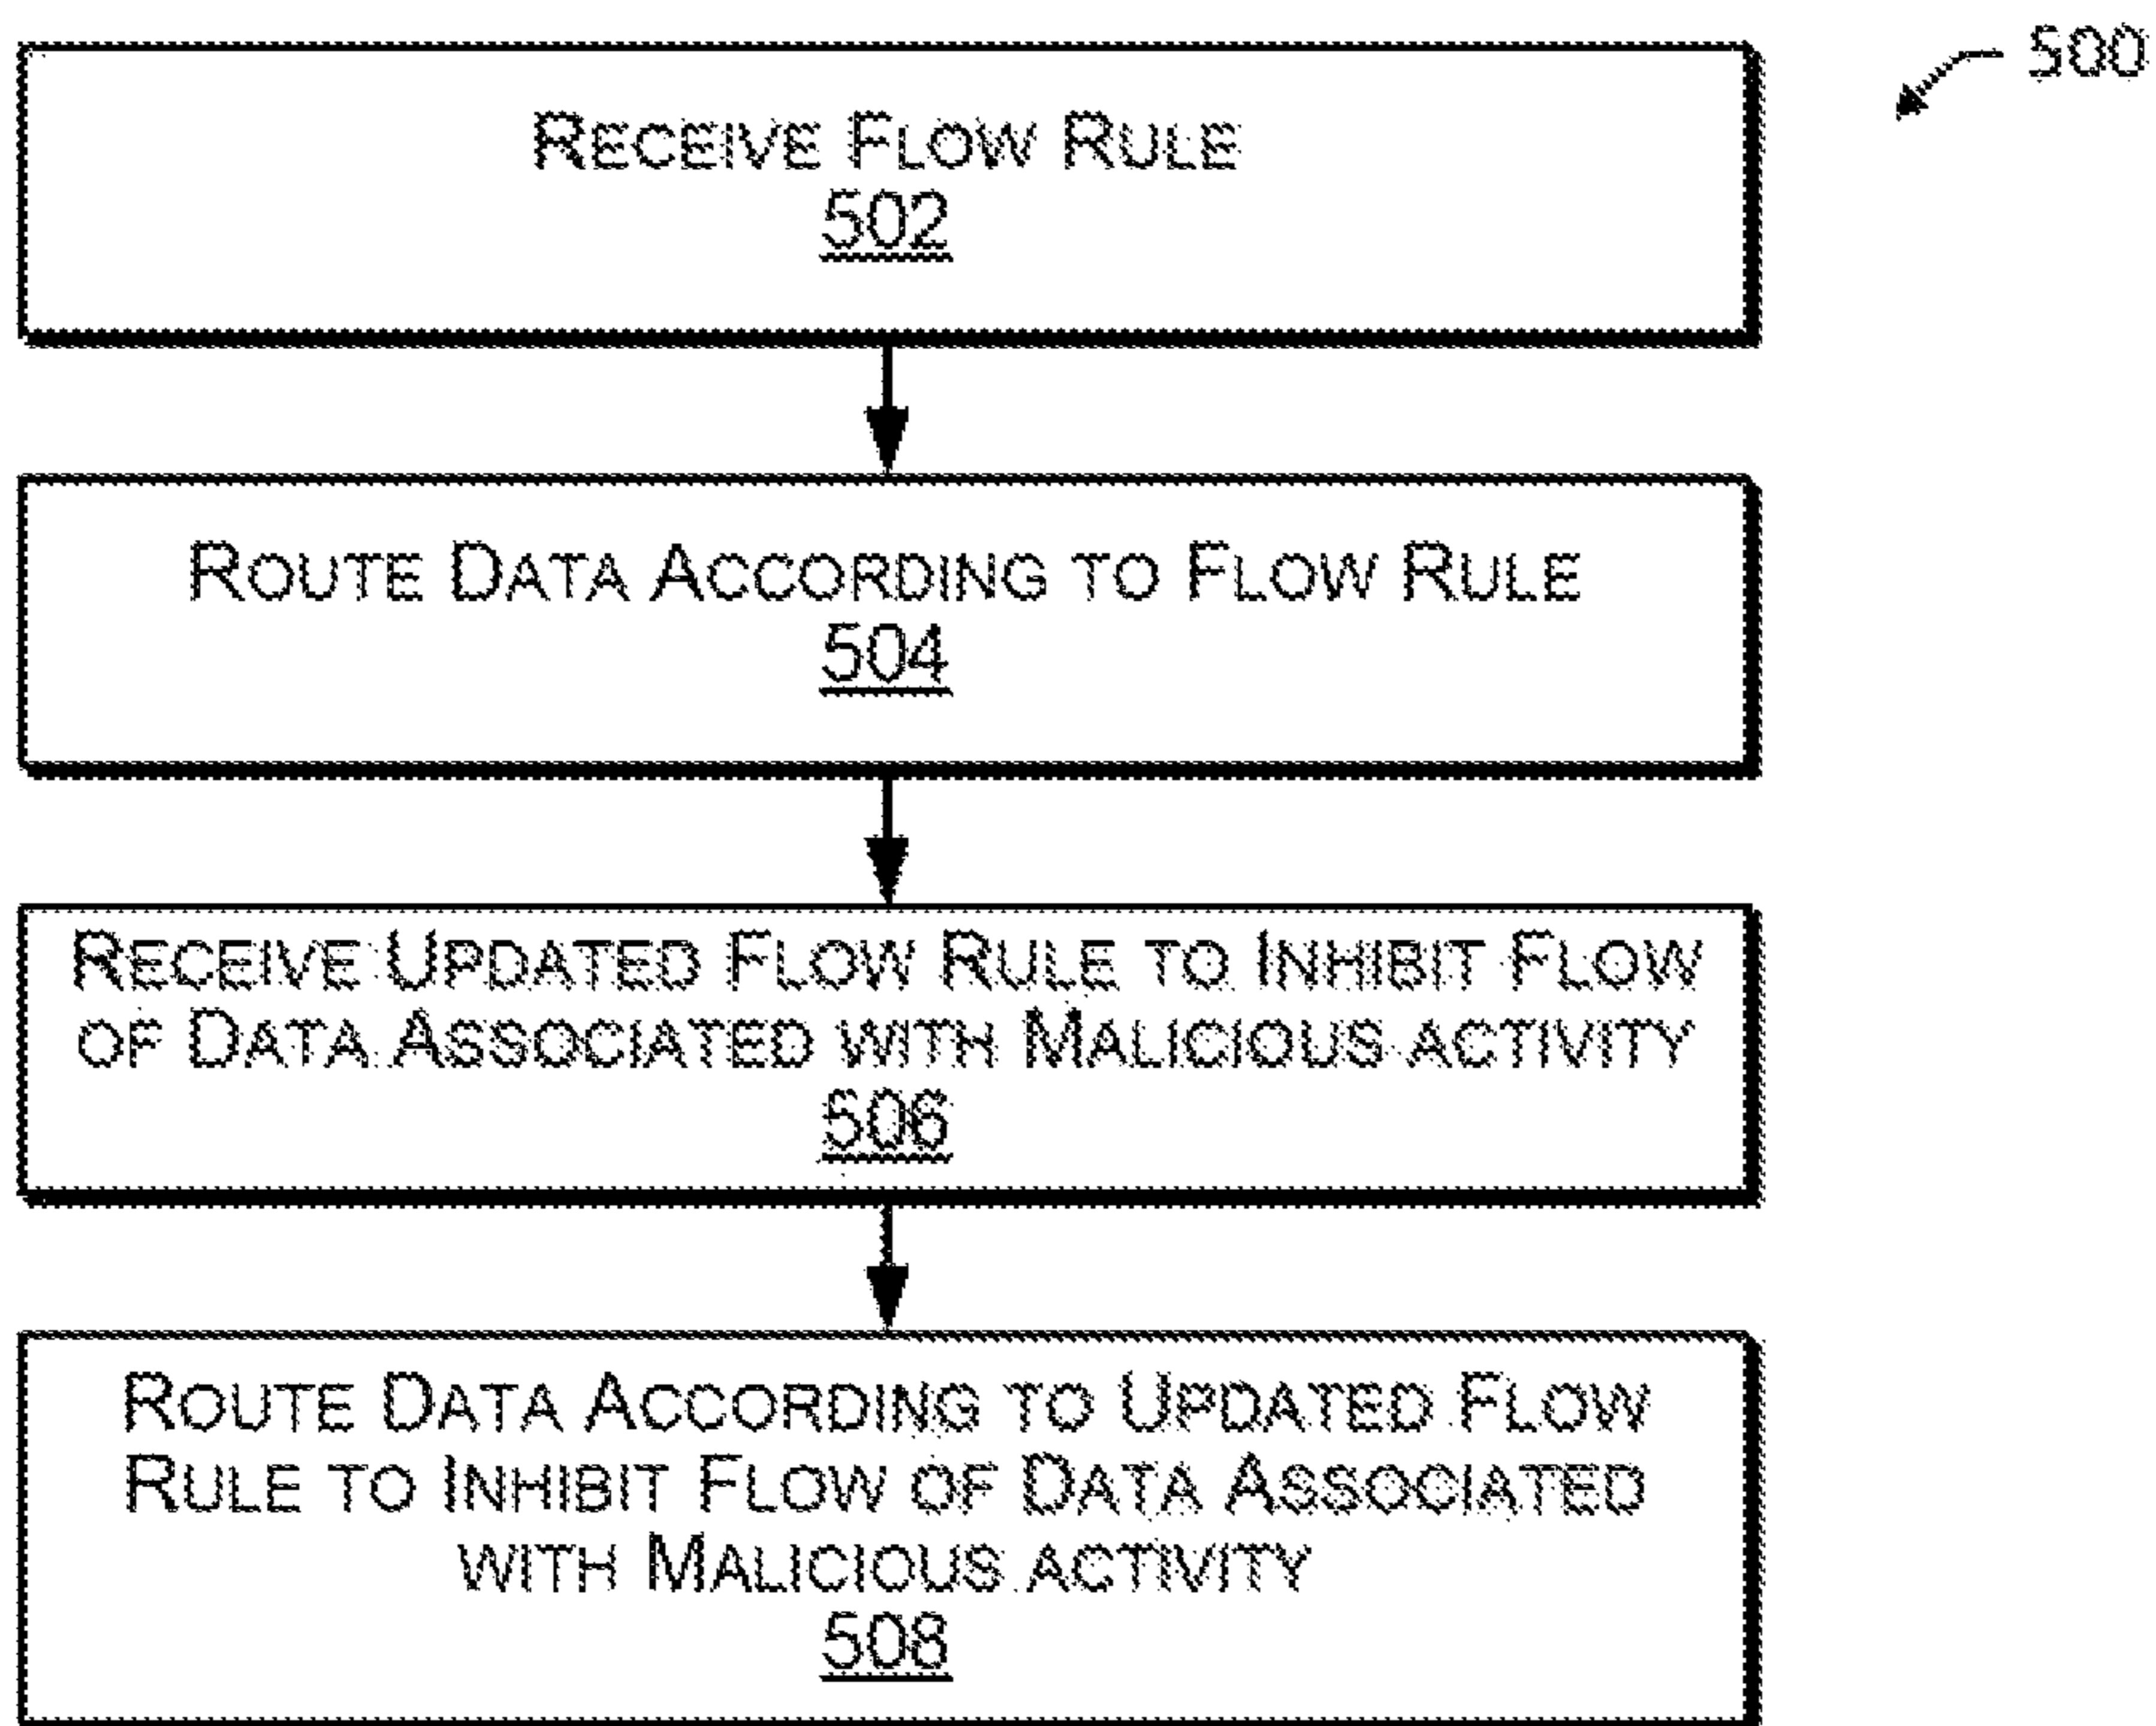 500
RECEIVE FLOW RULE
502
ROUTE DATA ACCORDING TO FLOW RULE
504
RECEIVE UPDATED FLOW RULE TO INHIBIT FLOW
OF DATA ASSOCIATED WITH MALICIOUS ACTIVITY
506
ROUTE DATA ACCORDING TO UPDATED FLOW
RULE TO INHIBIT FLOW OF DATA ASSOCIATED
WITH MALICIOUS ACTIVITY
508